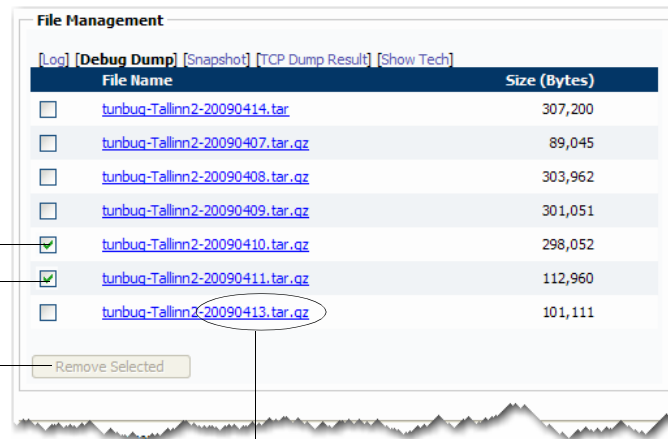 File Management
[Log] [Debug Dump] [Snapshot] [TCP Dump Result] [Show Tech]
File Name Size (Bytes)
tunbug-Tallinn2-20090414.tar 307,200
tunbug-Tallinn2-20090407.tar.gz 89,045
tunbug-Tallinn2-20090408.tar.gz 303,962
tunbug-Tallinn2-20090409.tar.gz 301,051
tunbug-Tallinn2-20090410.tar.gz 298,052
tunbug-Tallinn2-20090411.tar.gz 112,960
tunbug-Tallinn2-20090413.tar.gz 101,111
Remove Selected